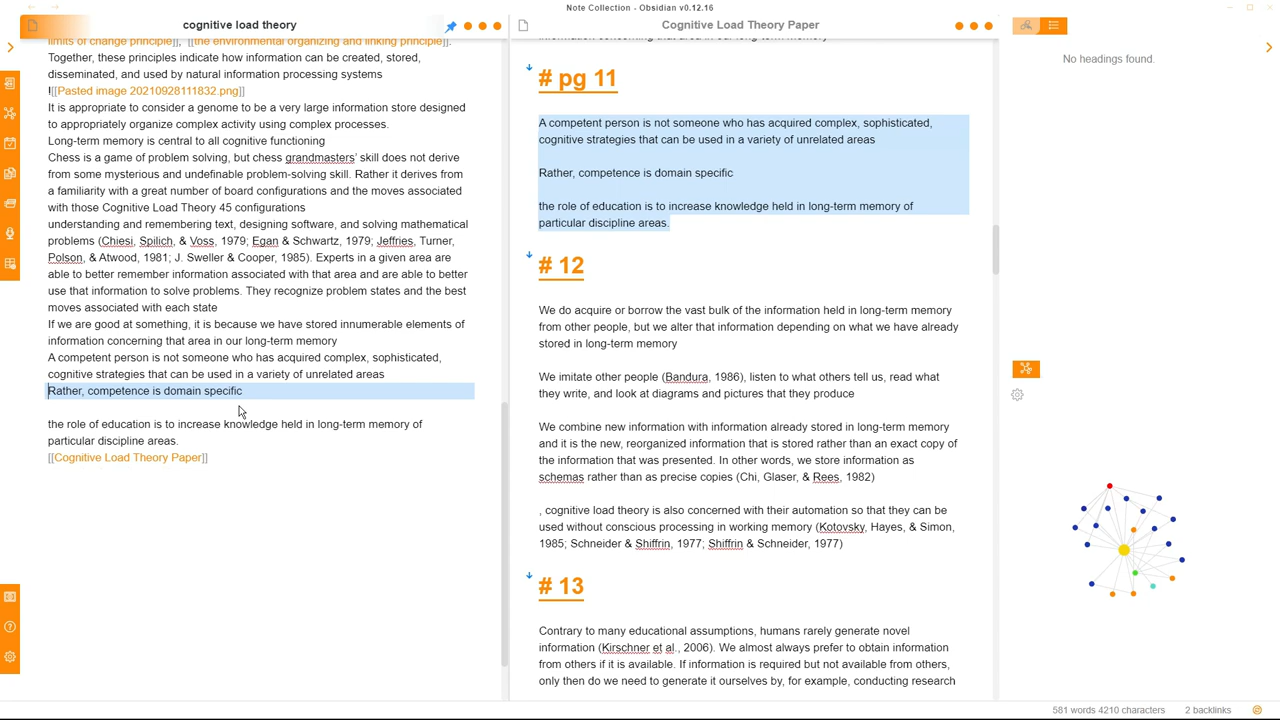 Note Collection - Obsidian v0.12.16
cognitive load theory
limits of change principle]], [[the environmental organizing and linking principle]].
Together, these principles indicate how information can be created, stored,
disseminated, and used by natural information processing systems
![[Pasted image 20210928111832.png]]
It is appropriate to consider a genome to be a very large information store designed
to appropriately organize complex activity using complex processes.
Long-term memory is central to all cognitive functioning
Chess is a game of problem solving, but chess grandmasters' skill does not derive
from some mysterious and undefinable problem-solving skill. Rather it derives from
a familiarity with a great number of board configurations and the moves associated
with those Cognitive Load Theory 45 configurations
understanding and remembering text, designing software, and solving mathematical
problems (Chiesi, Spilich, & Voss, 1979; Egan & Schwartz, 1979; Jeffries, Turner,
Polson, & Atwood, 1981; J. Sweller & Cooper, 1985). Experts in a given area are
able to better remember information associated with that area and are able to better
use that information to solve problems. They recognize problem states and the best
moves associated with each state
If we are good at something, it is because we have stored innumerable elements of
information concerning that area in our long-term memory
A competent person is not someone who has acquired complex, sophisticated,
cognitive strategies that can be used in a variety of unrelated areas
Rather, competence is domain specific
the role of education is to increase knowledge held in long-term memory of
particular discipline areas.
[[Cognitive Load Theory Paper]]
Cognitive Load Theory Paper
information concerning that area in our long-term memory
# pg 11
A competent person is not someone who has acquired complex, sophisticated,
cognitive strategies that can be used in a variety of unrelated areas
Rather, competence is domain specific
the role of education is to increase knowledge held in long-term memory of
particular discipline areas.
# 12
We do acquire or borrow the vast bulk of the information held in long-term memory
from other people, but we alter that information depending on what we have already
stored in long-term memory
We imitate other people (Bandura, 1986), listen to what others tell us, read what
they write, and look at diagrams and pictures that they produce
We combine new information with information already stored in long-term memory
and it is the new, reorganized information that is stored rather than an exact copy of
the information that was presented. In other words, we store information as
schemas rather than as precise copies (Chi, Glaser, & Rees, 1982)
, cognitive load theory is also concerned with their automation so that they can be
used without conscious processing in working memory (Kotovsky, Hayes, & Simon,
1985; Schneider & Shiffrin, 1977; Shiffrin & Schneider, 1977)
# 13
Contrary to many educational assumptions, humans rarely generate novel
information (Kirschner et al., 2006). We almost always prefer to obtain information
from others if it is available. If information is required but not available from others,
only then do we need to generate it ourselves by, for example, conducting research
No headings found.
581 words 4210 characters
2 backlinks